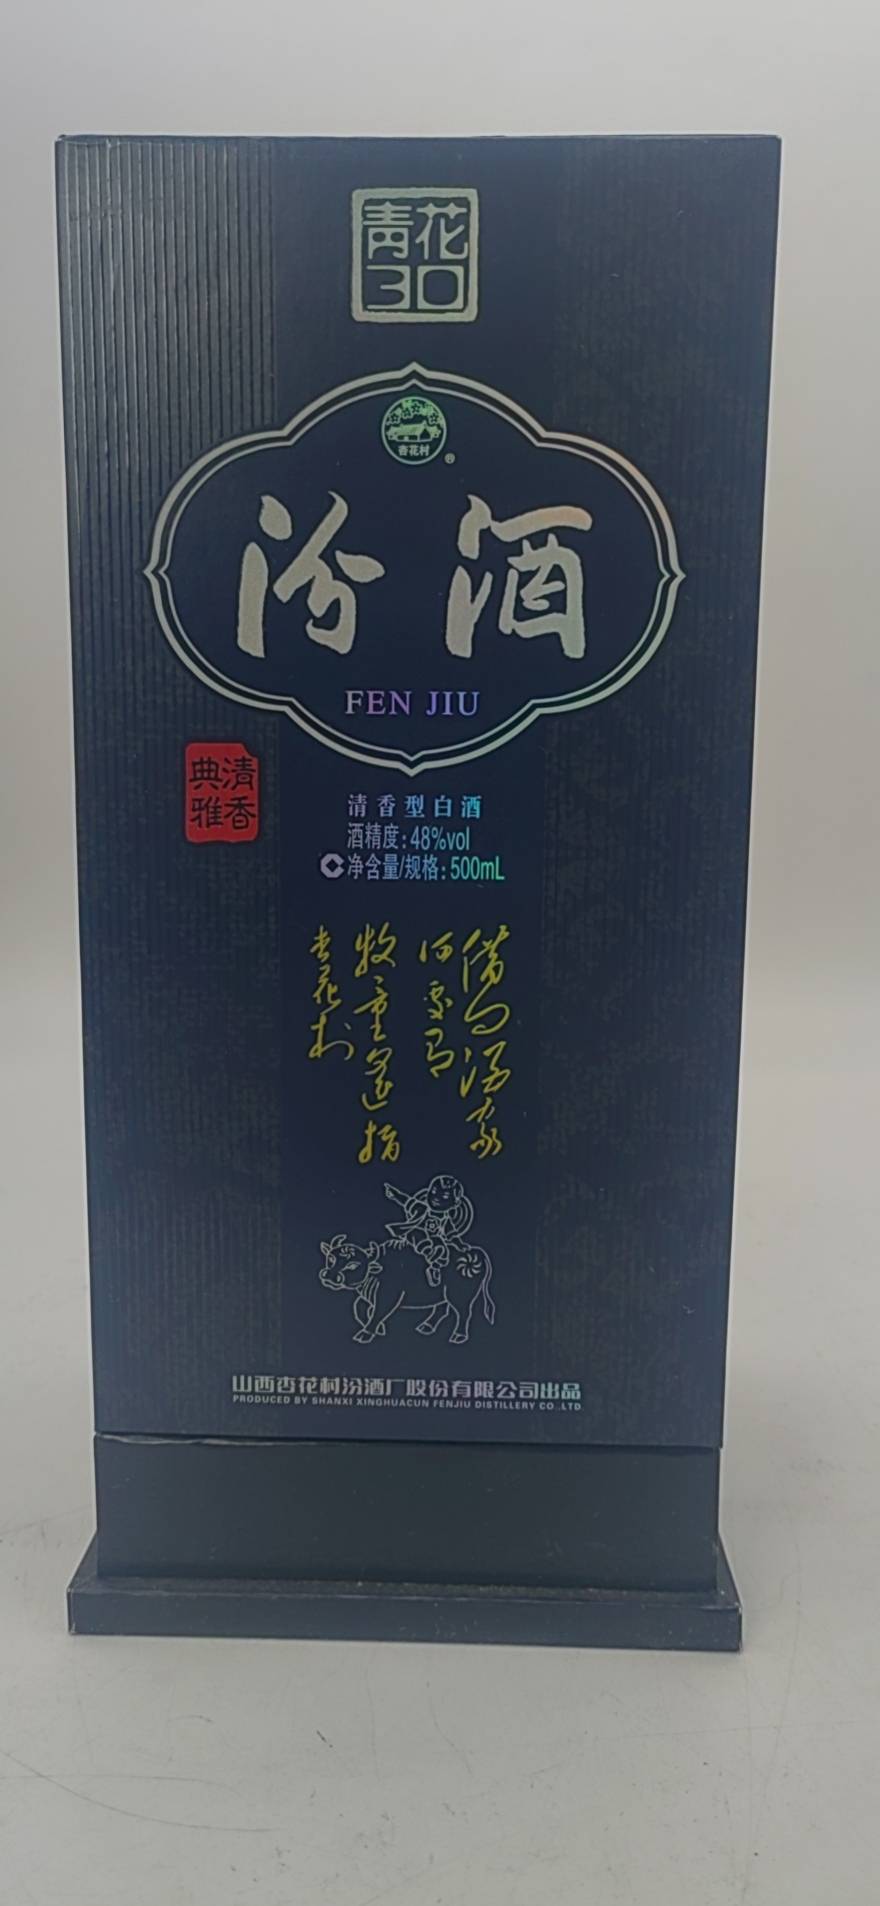 青花
30
杏花村
®
汾酒
FEN JIU
清香
典雅
清香型白酒
酒精度:48%vol
净含量/规格:500mL
借问酒家
何处有
牧童遥指
杏花村
山西杏花村汾酒厂股份有限公司出品
PRODUCED BY SHANXI XINGHUACUN FENJIU DISTILLERY CO.,LTD.